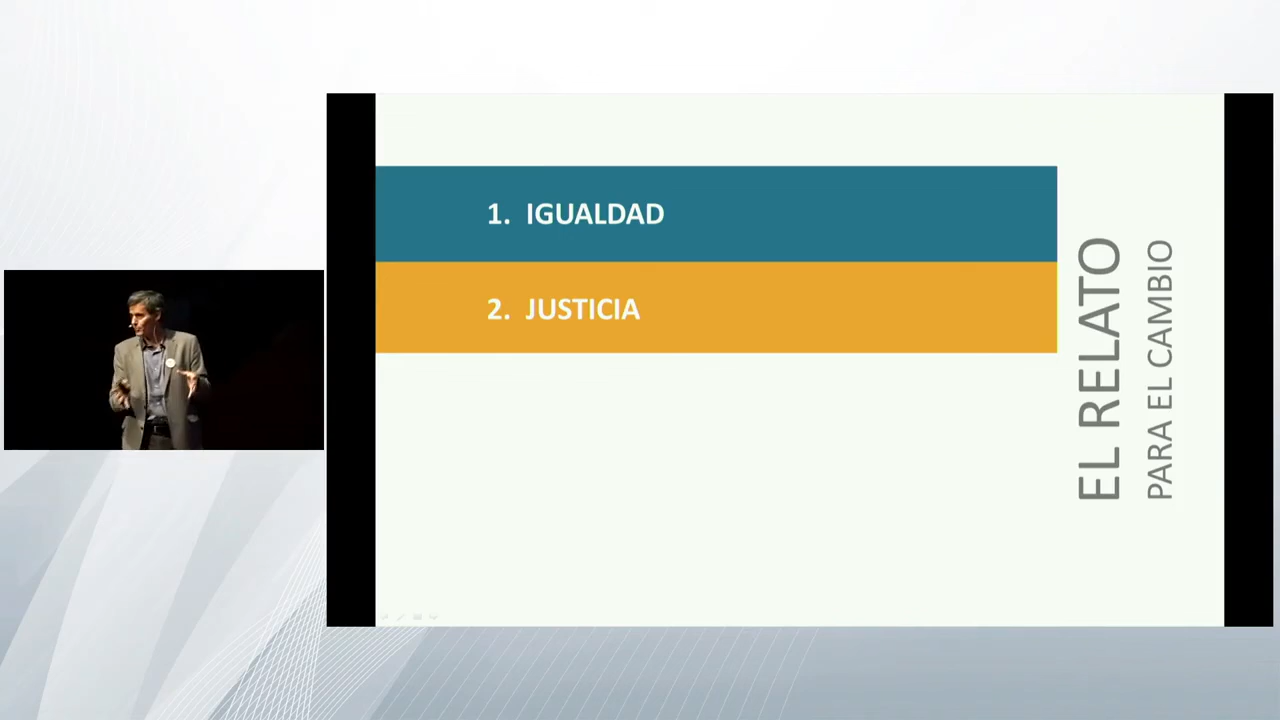 1. IGUALDAD
2. JUSTICIA
EL RELATO
PARA EL CAMBIO